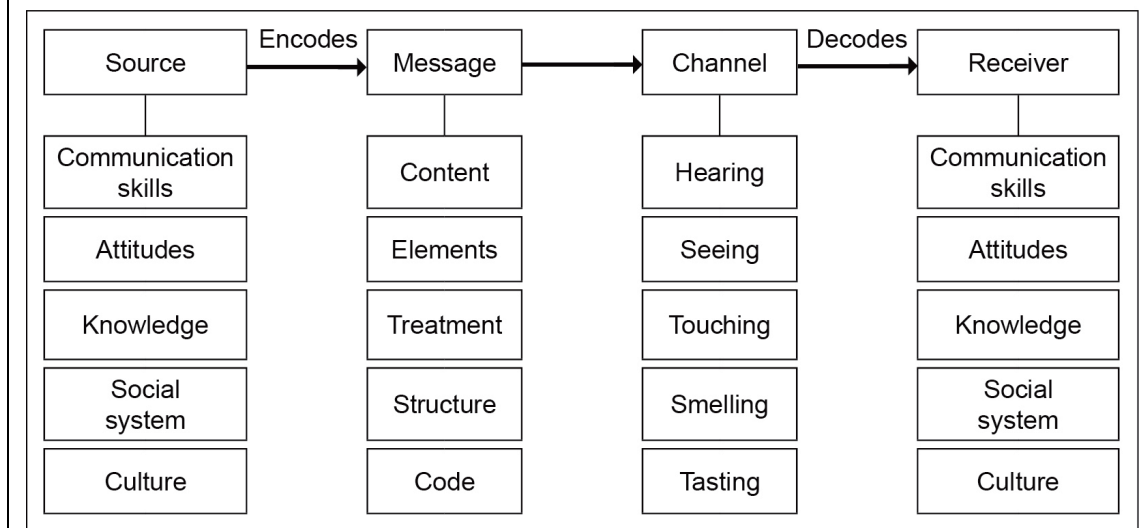 Source
Encodes
Message
Channel
Decodes
Receiver
Communication
skills
Content
Hearing
Communication
skills
Attitudes
Elements
Seeing
Attitudes
Knowledge
Treatment
Touching
Knowledge
Social
system
Structure
Smelling
Social
system
Culture
Code
Tasting
Culture